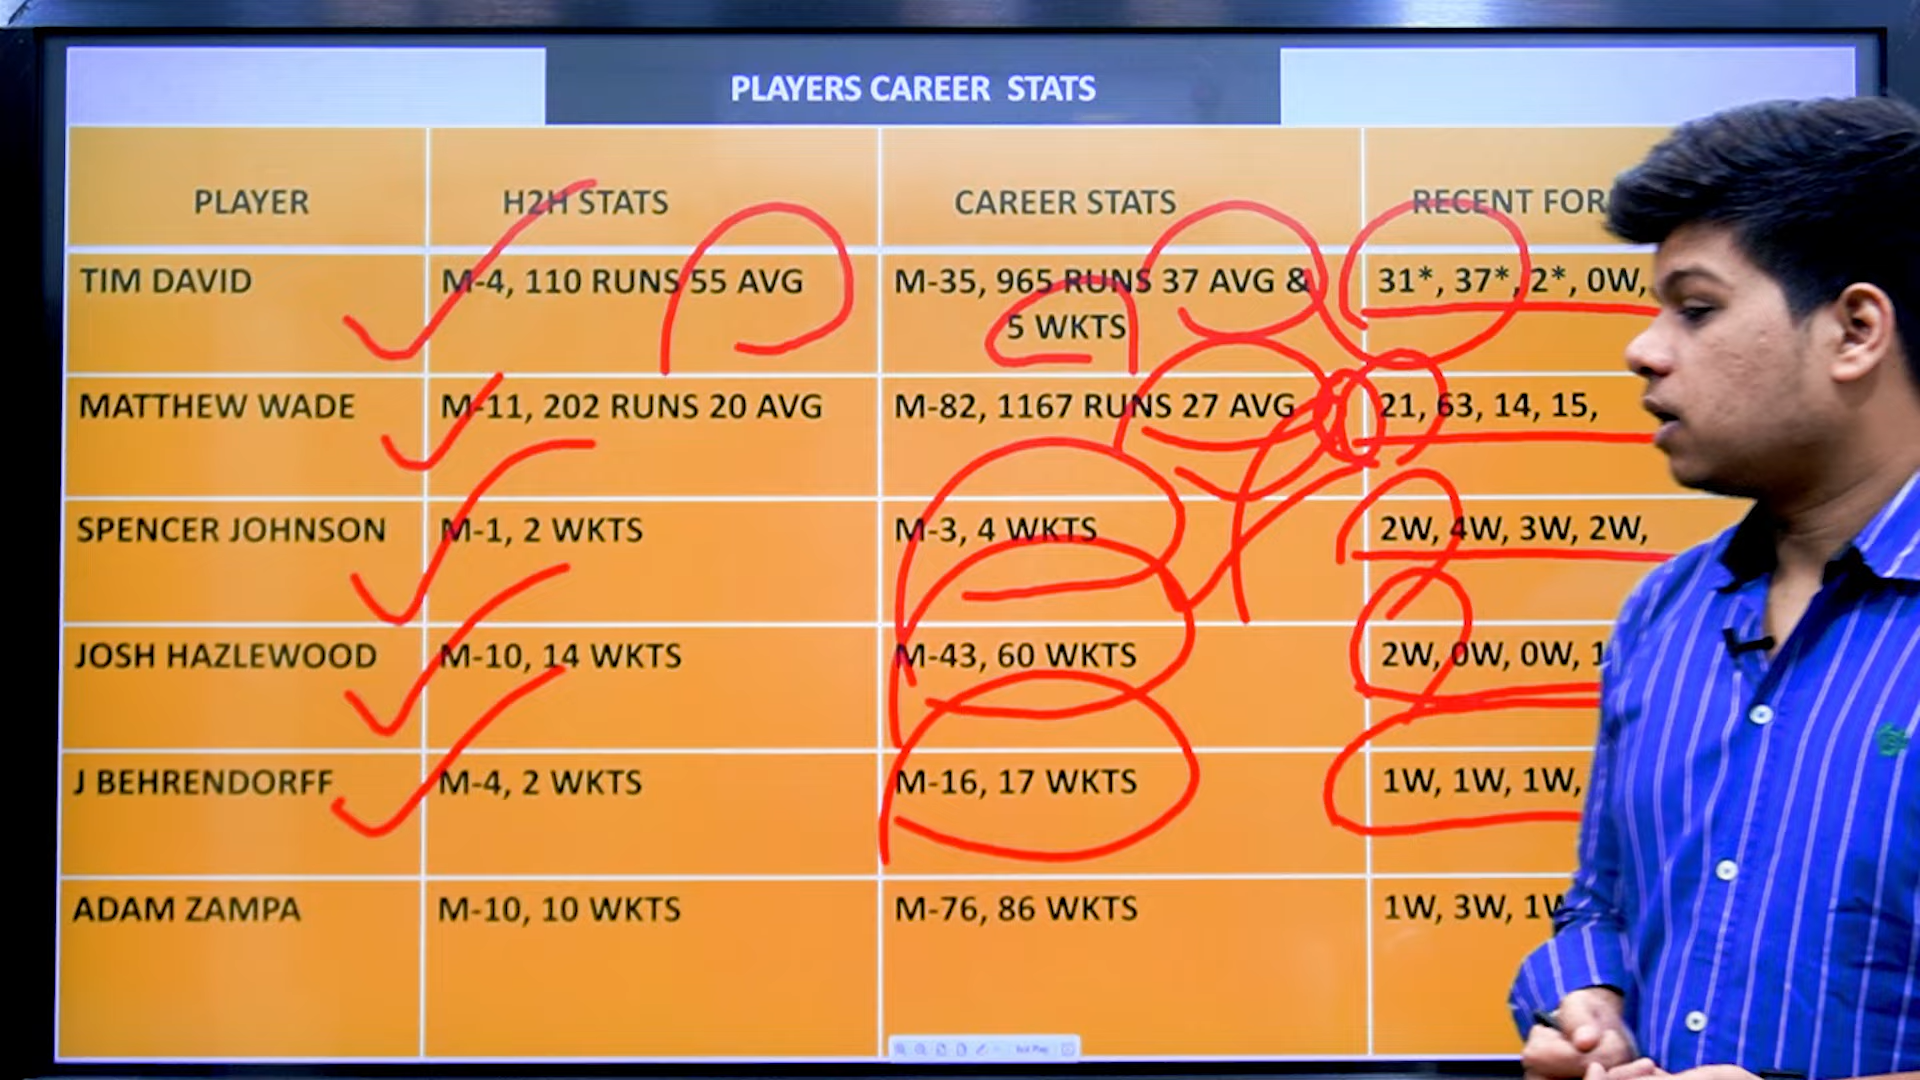 PLAYERS CAREER STATS
PLAYER H2H STATS CAREER STATS RECENT FOR
TIM DAVID M-4, 110 RUNS 55 AVG M-35, 965 RUNS 37 AVG & 31*, 37*, 2*, 0W,
5 WKTS
MATTHEW WADE M-11, 202 RUNS 20 AVG M-82, 1167 RUNS 27 AVG 21, 63, 14, 15,
SPENCER JOHNSON M-1, 2 WKTS M-3, 4 WKTS 2W, 4W, 3W, 2W,
JOSH HAZLEWOOD M-10, 14 WKTS M-43, 60 WKTS 2W, 0W, 0W, 1
J BEHRENDORFF M-4, 2 WKTS M-16, 17 WKTS 1W, 1W, 1W,
ADAM ZAMPA M-10, 10 WKTS M-76, 86 WKTS 1W, 3W, 1W